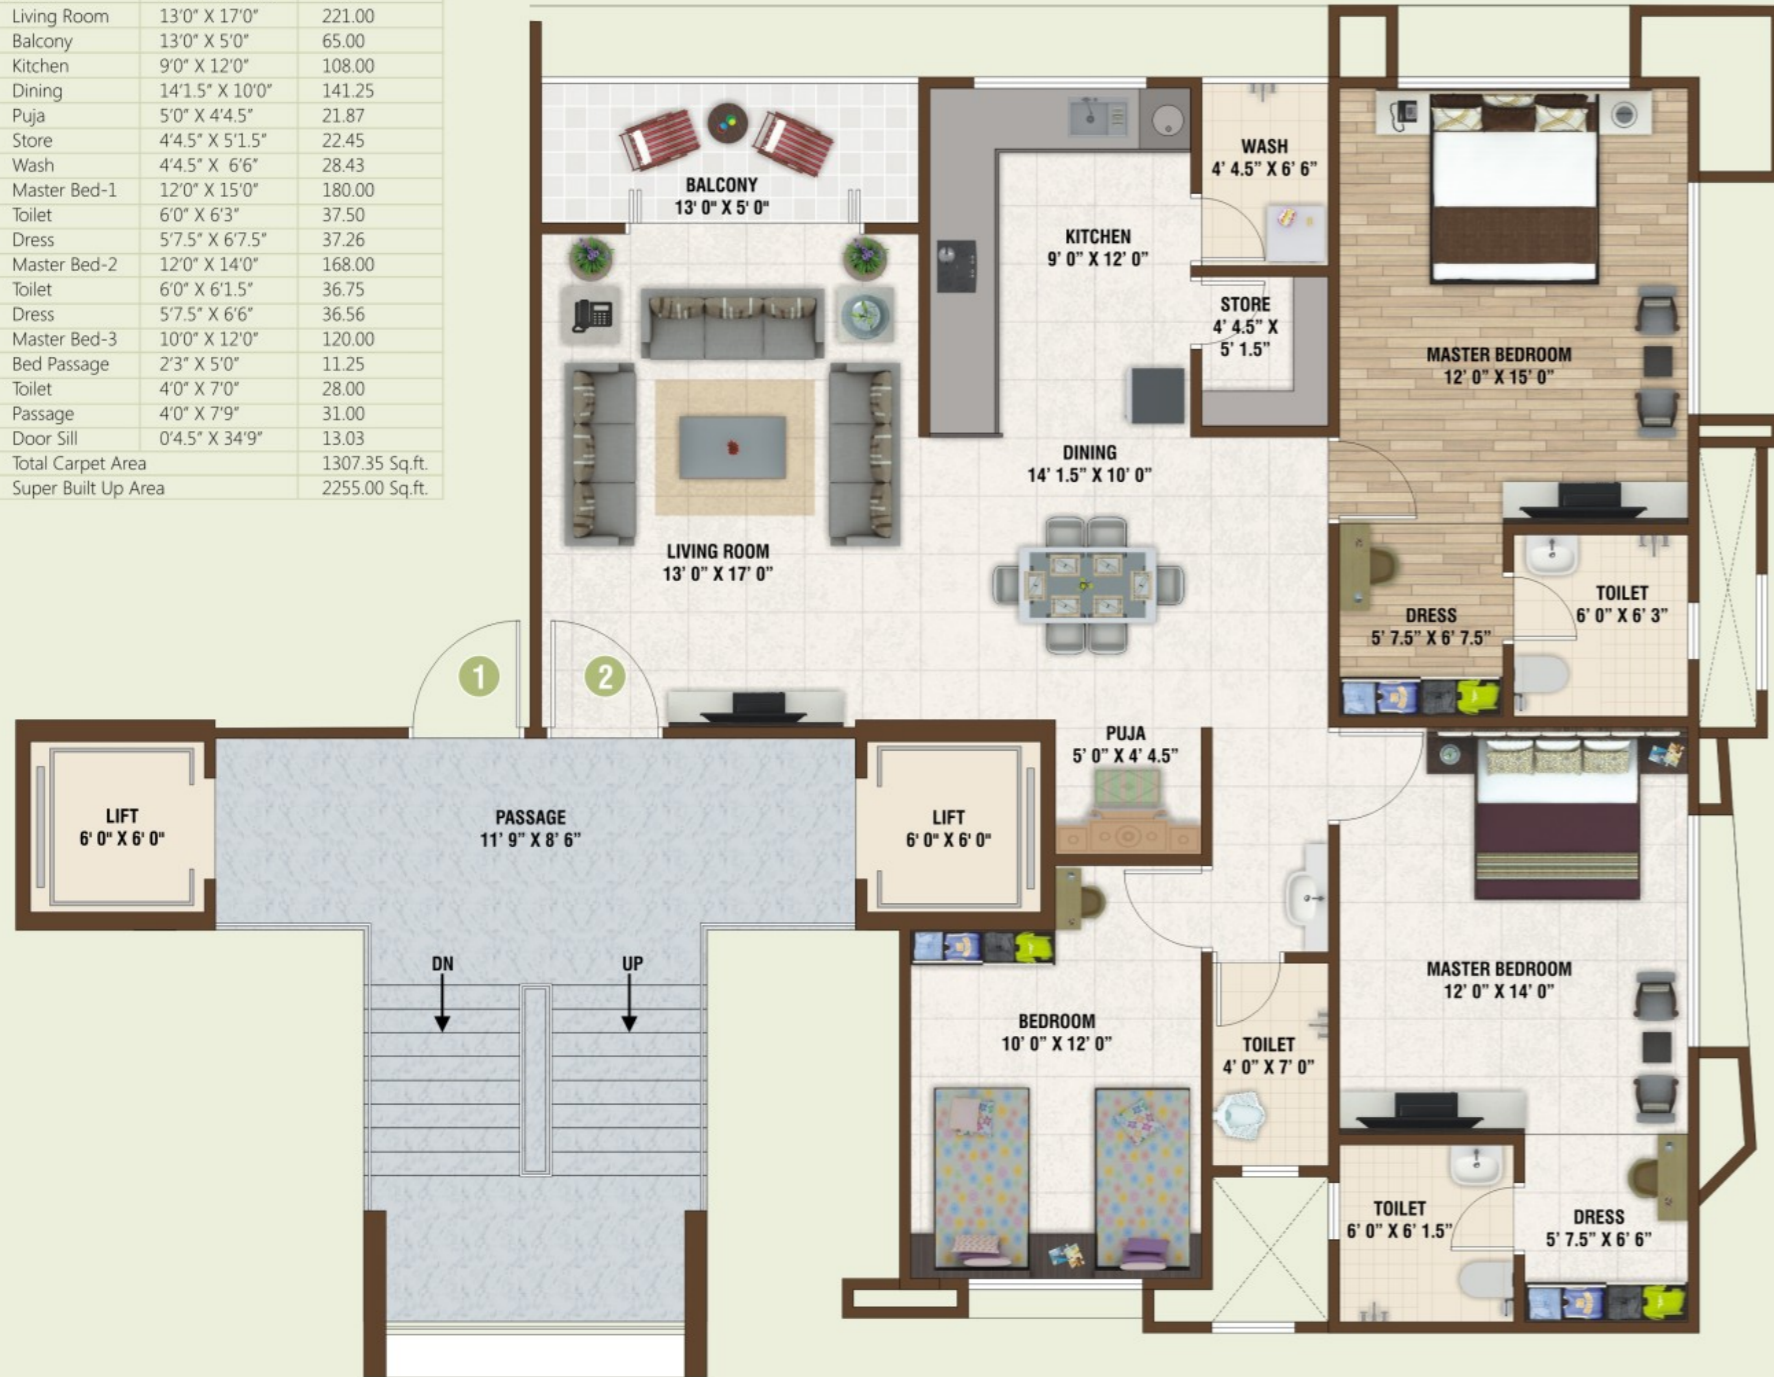 Living Room 13'0" X 17'0" 221.00
Balcony 13'0" X 5'0" 65.00
Kitchen 9'0" X 12'0" 108.00
Dining 14'1.5" X 10'0" 141.25
Puja 5'0" X 4'4.5" 21.87
Store 4'4.5" X 5'1.5" 22.45
Wash 4'4.5" X 6'6" 28.43
Master Bed-1 12'0" X 15'0" 180.00
Toilet 6'0" X 6'3" 37.50
Dress 5'7.5" X 6'7.5" 37.26
Master Bed-2 12'0" X 14'0" 168.00
Toilet 6'0" X 6'1.5" 36.75
Dress 5'7.5" X 6'6" 36.56
Master Bed-3 10'0" X 12'0" 120.00
Bed Passage 2'3" X 5'0" 11.25
Toilet 4'0" X 7'0" 28.00
Passage 4'0" X 7'9" 31.00
Door Sill 0'4.5" X 34'9" 13.03
Total Carpet Area 1307.35 Sq.ft.
Super Built Up Area 2255.00 Sq.ft.
BALCONY
13' 0" X 5' 0"
WASH
4' 4.5" X 6' 6"
KITCHEN
9' 0" X 12' 0"
STORE
4' 4.5" X
5' 1.5"
MASTER BEDROOM
12' 0" X 15' 0"
DINING
14' 1.5" X 10' 0"
LIVING ROOM
13' 0" X 17' 0"
DRESS
5' 7.5" X 6' 7.5"
TOILET
6' 0" X 6' 3"
1
2
PUJA
5' 0" X 4' 4.5"
LIFT
6' 0" X 6' 0"
PASSAGE
11' 9" X 8' 6"
LIFT
6' 0" X 6' 0"
DN
UP
MASTER BEDROOM
12' 0" X 14' 0"
BEDROOM
10' 0" X 12' 0"
TOILET
4' 0" X 7' 0"
TOILET
6' 0" X 6' 1.5"
DRESS
5' 7.5" X 6' 6"